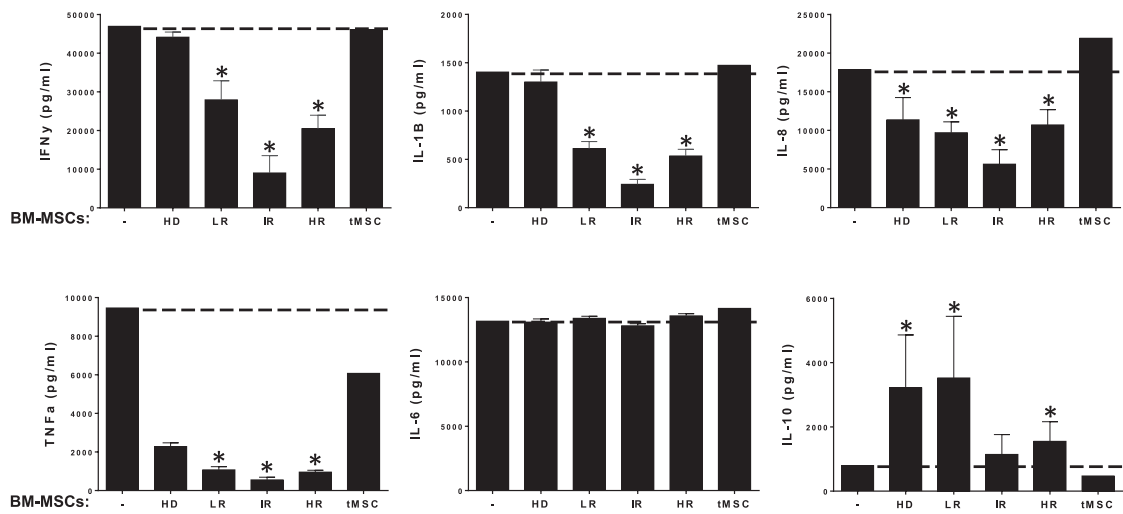 IFNy (pg/ml)
50000
40000
30000
20000
10000
0
* * *
BM-MSCs: - HD LR IR HR tMSC
IL-1B (pg/ml)
2000
1500
1000
500
0
* * *
- HD LR IR HR tMSC
IL-8 (pg/ml)
25000
20000
15000
10000
5000
0
* * * *
- HD LR IR HR tMSC
TNFa (pg/ml)
10000
8000
6000
4000
2000
0
* * *
BM-MSCs: - HD LR IR HR tMSC
IL-6 (pg/ml)
15000
10000
5000
0
- HD LR IR HR tMSC
IL-10 (pg/ml)
6000
4000
2000
0
* * *
- HD LR IR HR tMSC